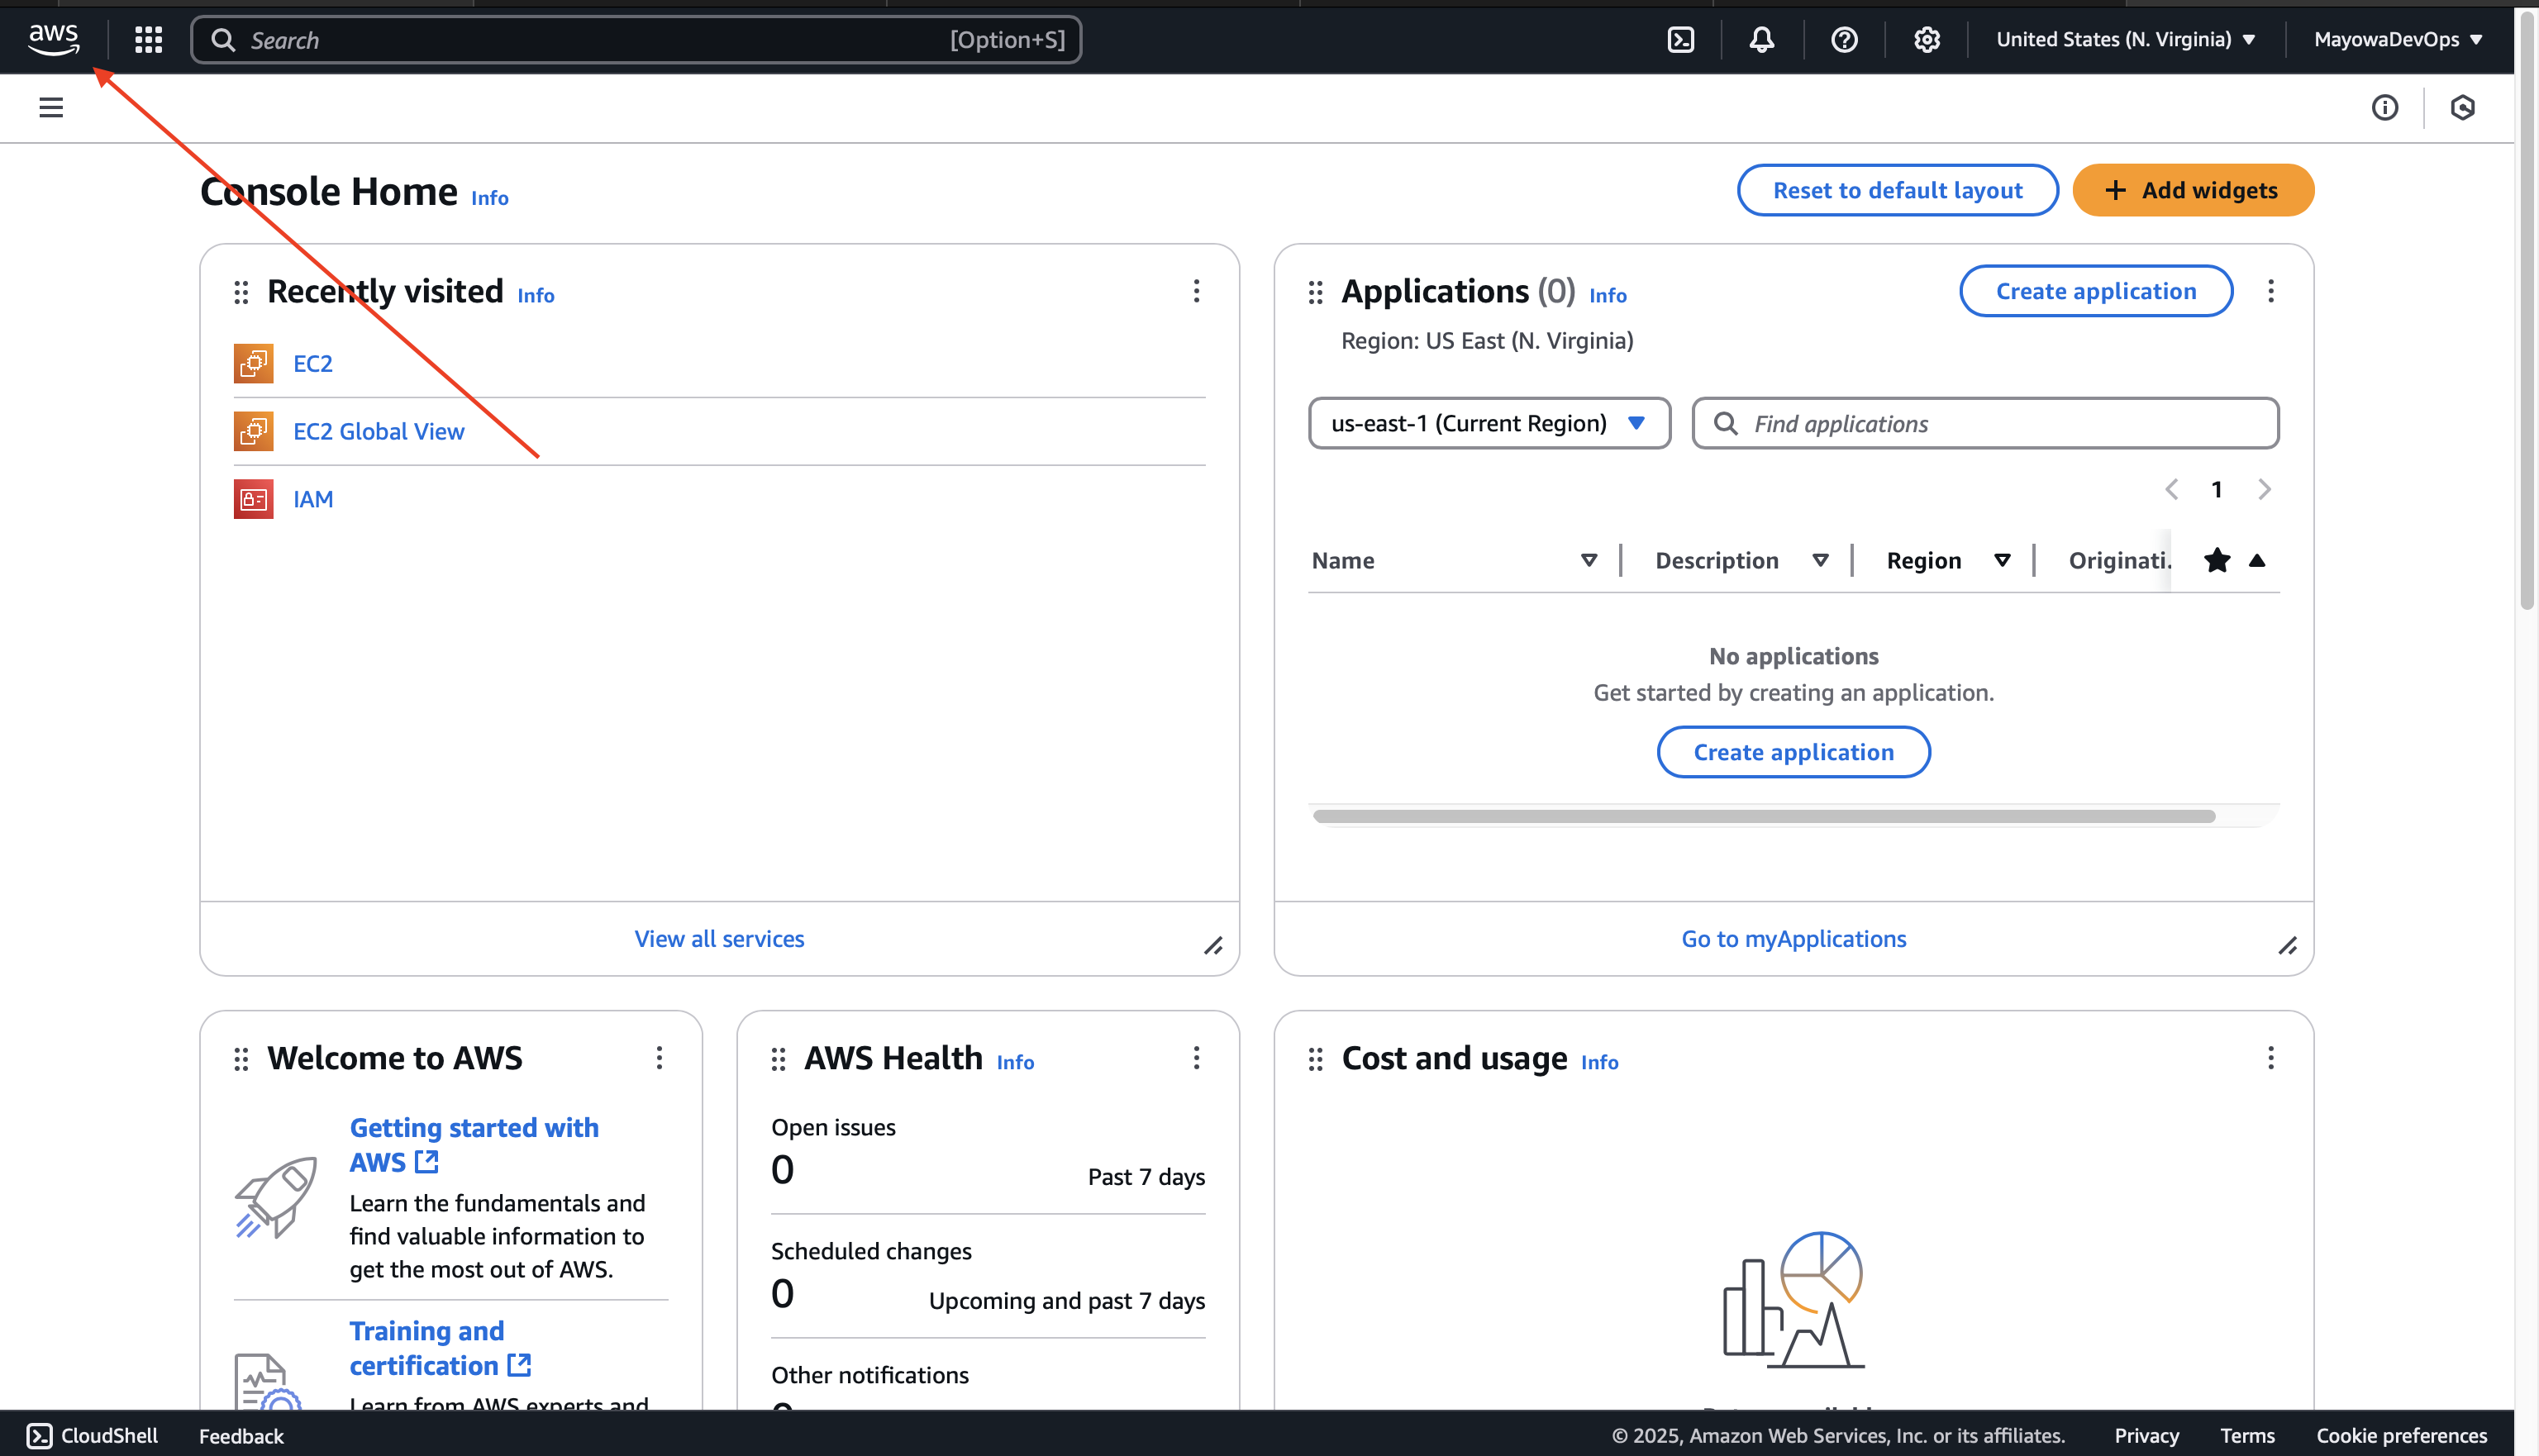 aws
Search [Option+S]
United States (N. Virginia)
MayowaDevOps
Console Home Info
Reset to default layout
Add widgets
Recently visited Info
EC2
EC2 Global View
IAM
View all services
Applications (0) Info
Create application
Region: US East (N. Virginia)
us-east-1 (Current Region)
Find applications
1
Name Description Region Originati.
No applications
Get started by creating an application.
Create application
Go to myApplications
Welcome to AWS
Getting started with
AWS
Learn the fundamentals and
find valuable information to
get the most out of AWS.
Training and
certification
Learn from AWS experts and
AWS Health Info
Open issues
0 Past 7 days
Scheduled changes
0 Upcoming and past 7 days
Other notifications
Cost and usage Info
CloudShell Feedback
© 2025, Amazon Web Services, Inc. or its affiliates. Privacy Terms Cookie preferences